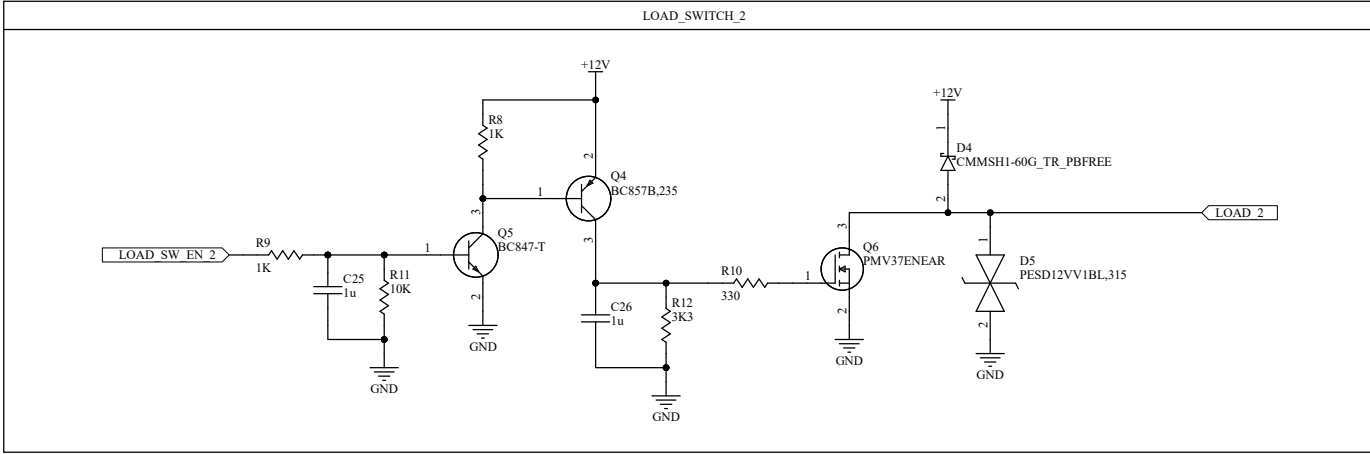 LOAD_SWITCH_2
+12V
+12V
R8
1K
1
D4
CMMSH1-60G_TR_PBFREE
2
2
Q4
BC857B,235
1
3
LOAD_2
Q5
BC847-T
3
3
Q6
PMV37ENEAR
1
LOAD_SW_EN_2
R9
1K
1
C25
1u
R11
10K
2
GND
R10
330
1
D5
PESD12VV1BL,315
C26
1u
R12
3K3
2
GND
2
GND
GND
GND